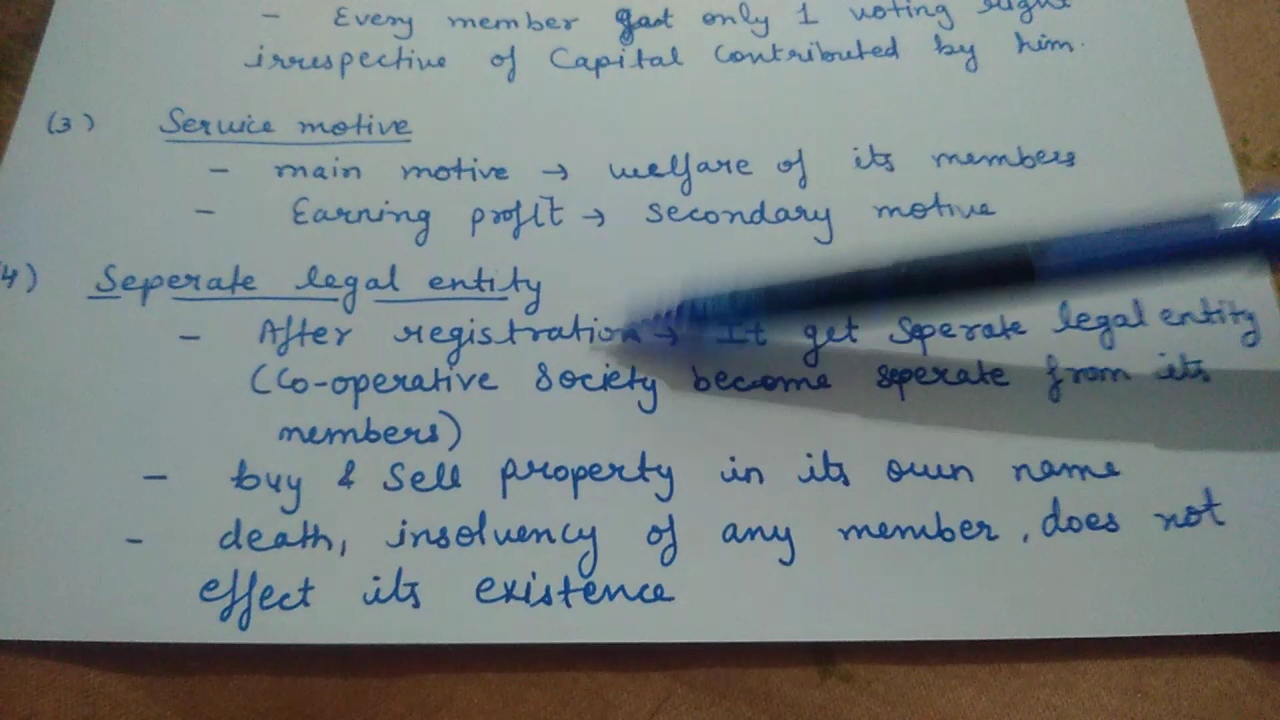 - Every member got only 1 voting right
irrespective of Capital Contributed by him.
(3) Service motive
- main motive → welfare of its members
- Earning profit → secondary motive
4) Seperate legal entity
- After registration → It get Seperate legal entity
(Co-operative Society become seperate from its
members)
- buy & Sell property in its own name
- death, insolvency of any member, does not
effect its existence